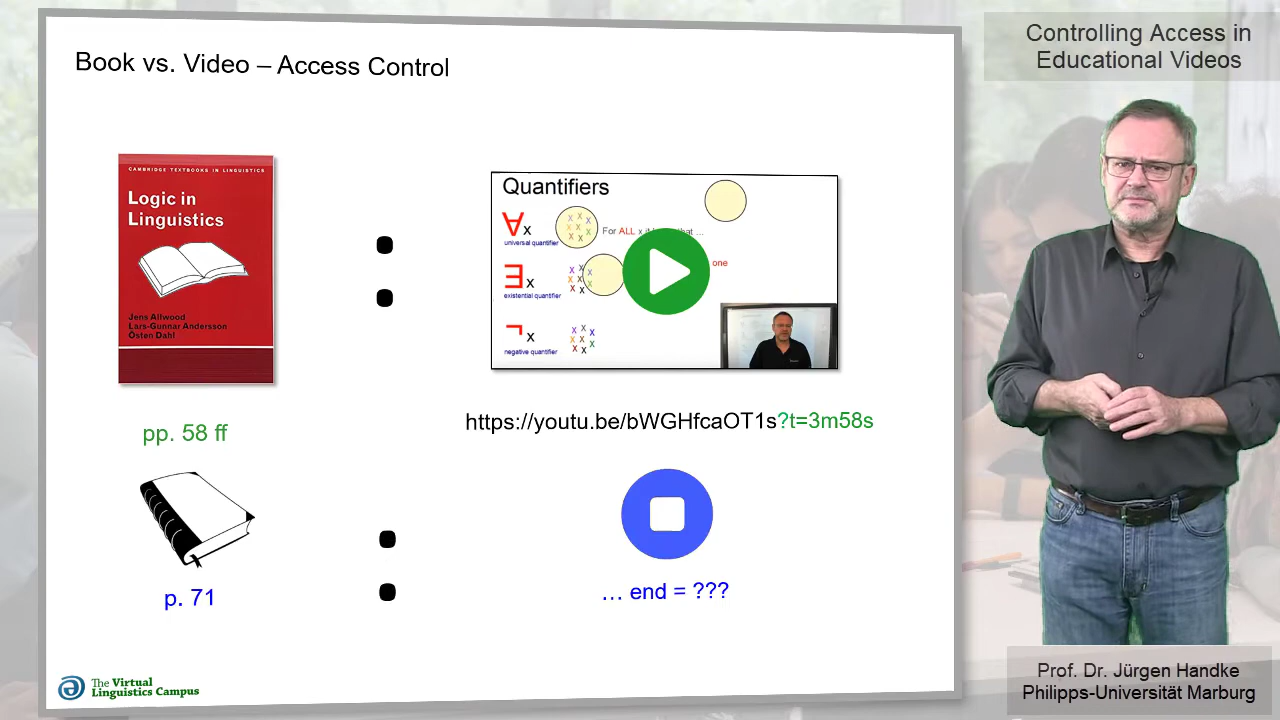 Controlling Access in
Educational Videos
Book vs. Video – Access Control
CAMBRIDGE TEXTBOOKS IN LINGUISTICS
Logic in
Linguistics
Jens Allwood
Lars-Gunnar Andersson
Östen Dahl
Quantifiers
∀x
universal quantifier
For ALL x
that ...
∃x
one
existential quantifier
¬x
negative quantifier
pp. 58 ff
https://youtu.be/bWGHfcaOT1s?t=3m58s
p. 71
... end = ???
The Virtual
Linguistics Campus
Prof. Dr. Jürgen Handke
Philipps-Universität Marburg